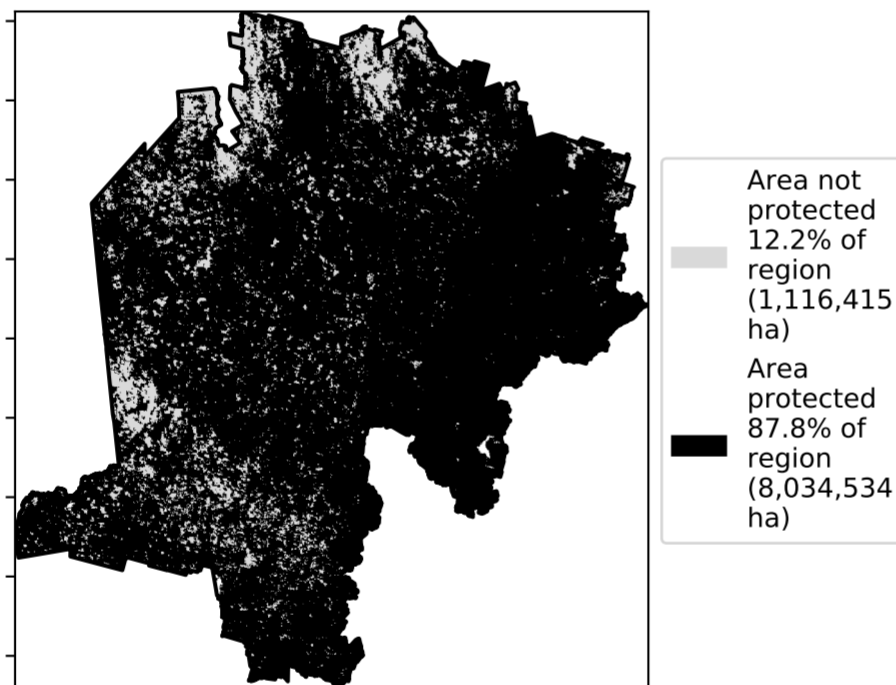 Area not
protected
12.2% of
region
(1,116,415
ha)
Area
protected
87.8% of
region
(8,034,534
ha)